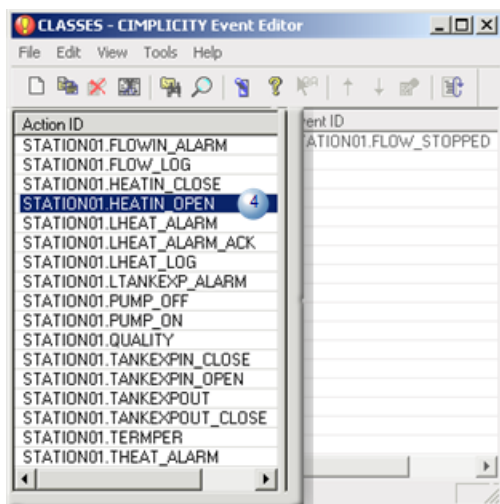 CLASSES - CIMPLICITY Event Editor
File Edit View Tools Help
Action ID
STATION01.FLOWIN_ALARM
STATION01.FLOW_LOG
STATION01.HEATIN_CLOSE
STATION01.HEATIN_OPEN 4
STATION01.LHEAT_ALARM
STATION01.LHEAT_ALARM_ACK
STATION01.LHEAT_LOG
STATION01.LTANKEXP_ALARM
STATION01.PUMP_OFF
STATION01.PUMP_ON
STATION01.QUALITY
STATION01.TANKEXPIN_CLOSE
STATION01.TANKEXPIN_OPEN
STATION01.TANKEXPOUT
STATION01.TANKEXPOUT_CLOSE
STATION01.TERMPER
STATION01.THEAT_ALARM
ent ID
ATION01.FLOW_STOPPED